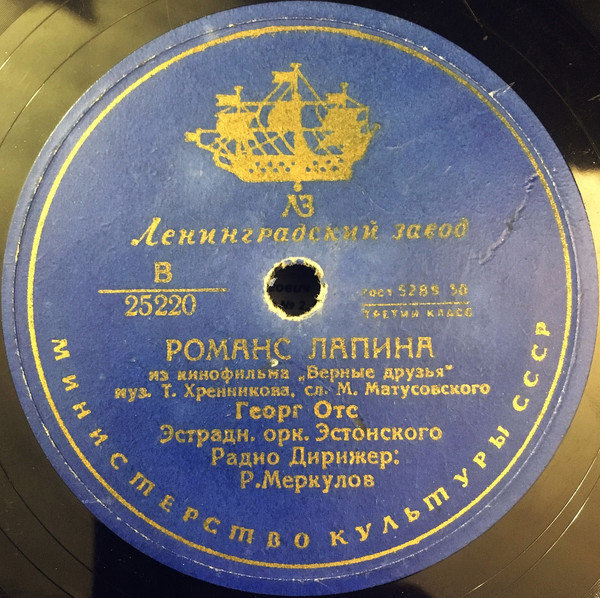 ЛЗ
Ленинградский завод
В
25220
ГОСТ 5289 50
ТРЕТИЙ КЛАСС
РОМАНС ЛАПИНА
из кинофильма „Верные друзья"
муз. Т. Хренникова, сл. М. Матусовского
Георг Отс
Эстрадн. орк. Эстонского
Радио Дирижер:
Р.Меркулов
МИНИСТЕРСТВО КУЛЬТУРЫ СССР